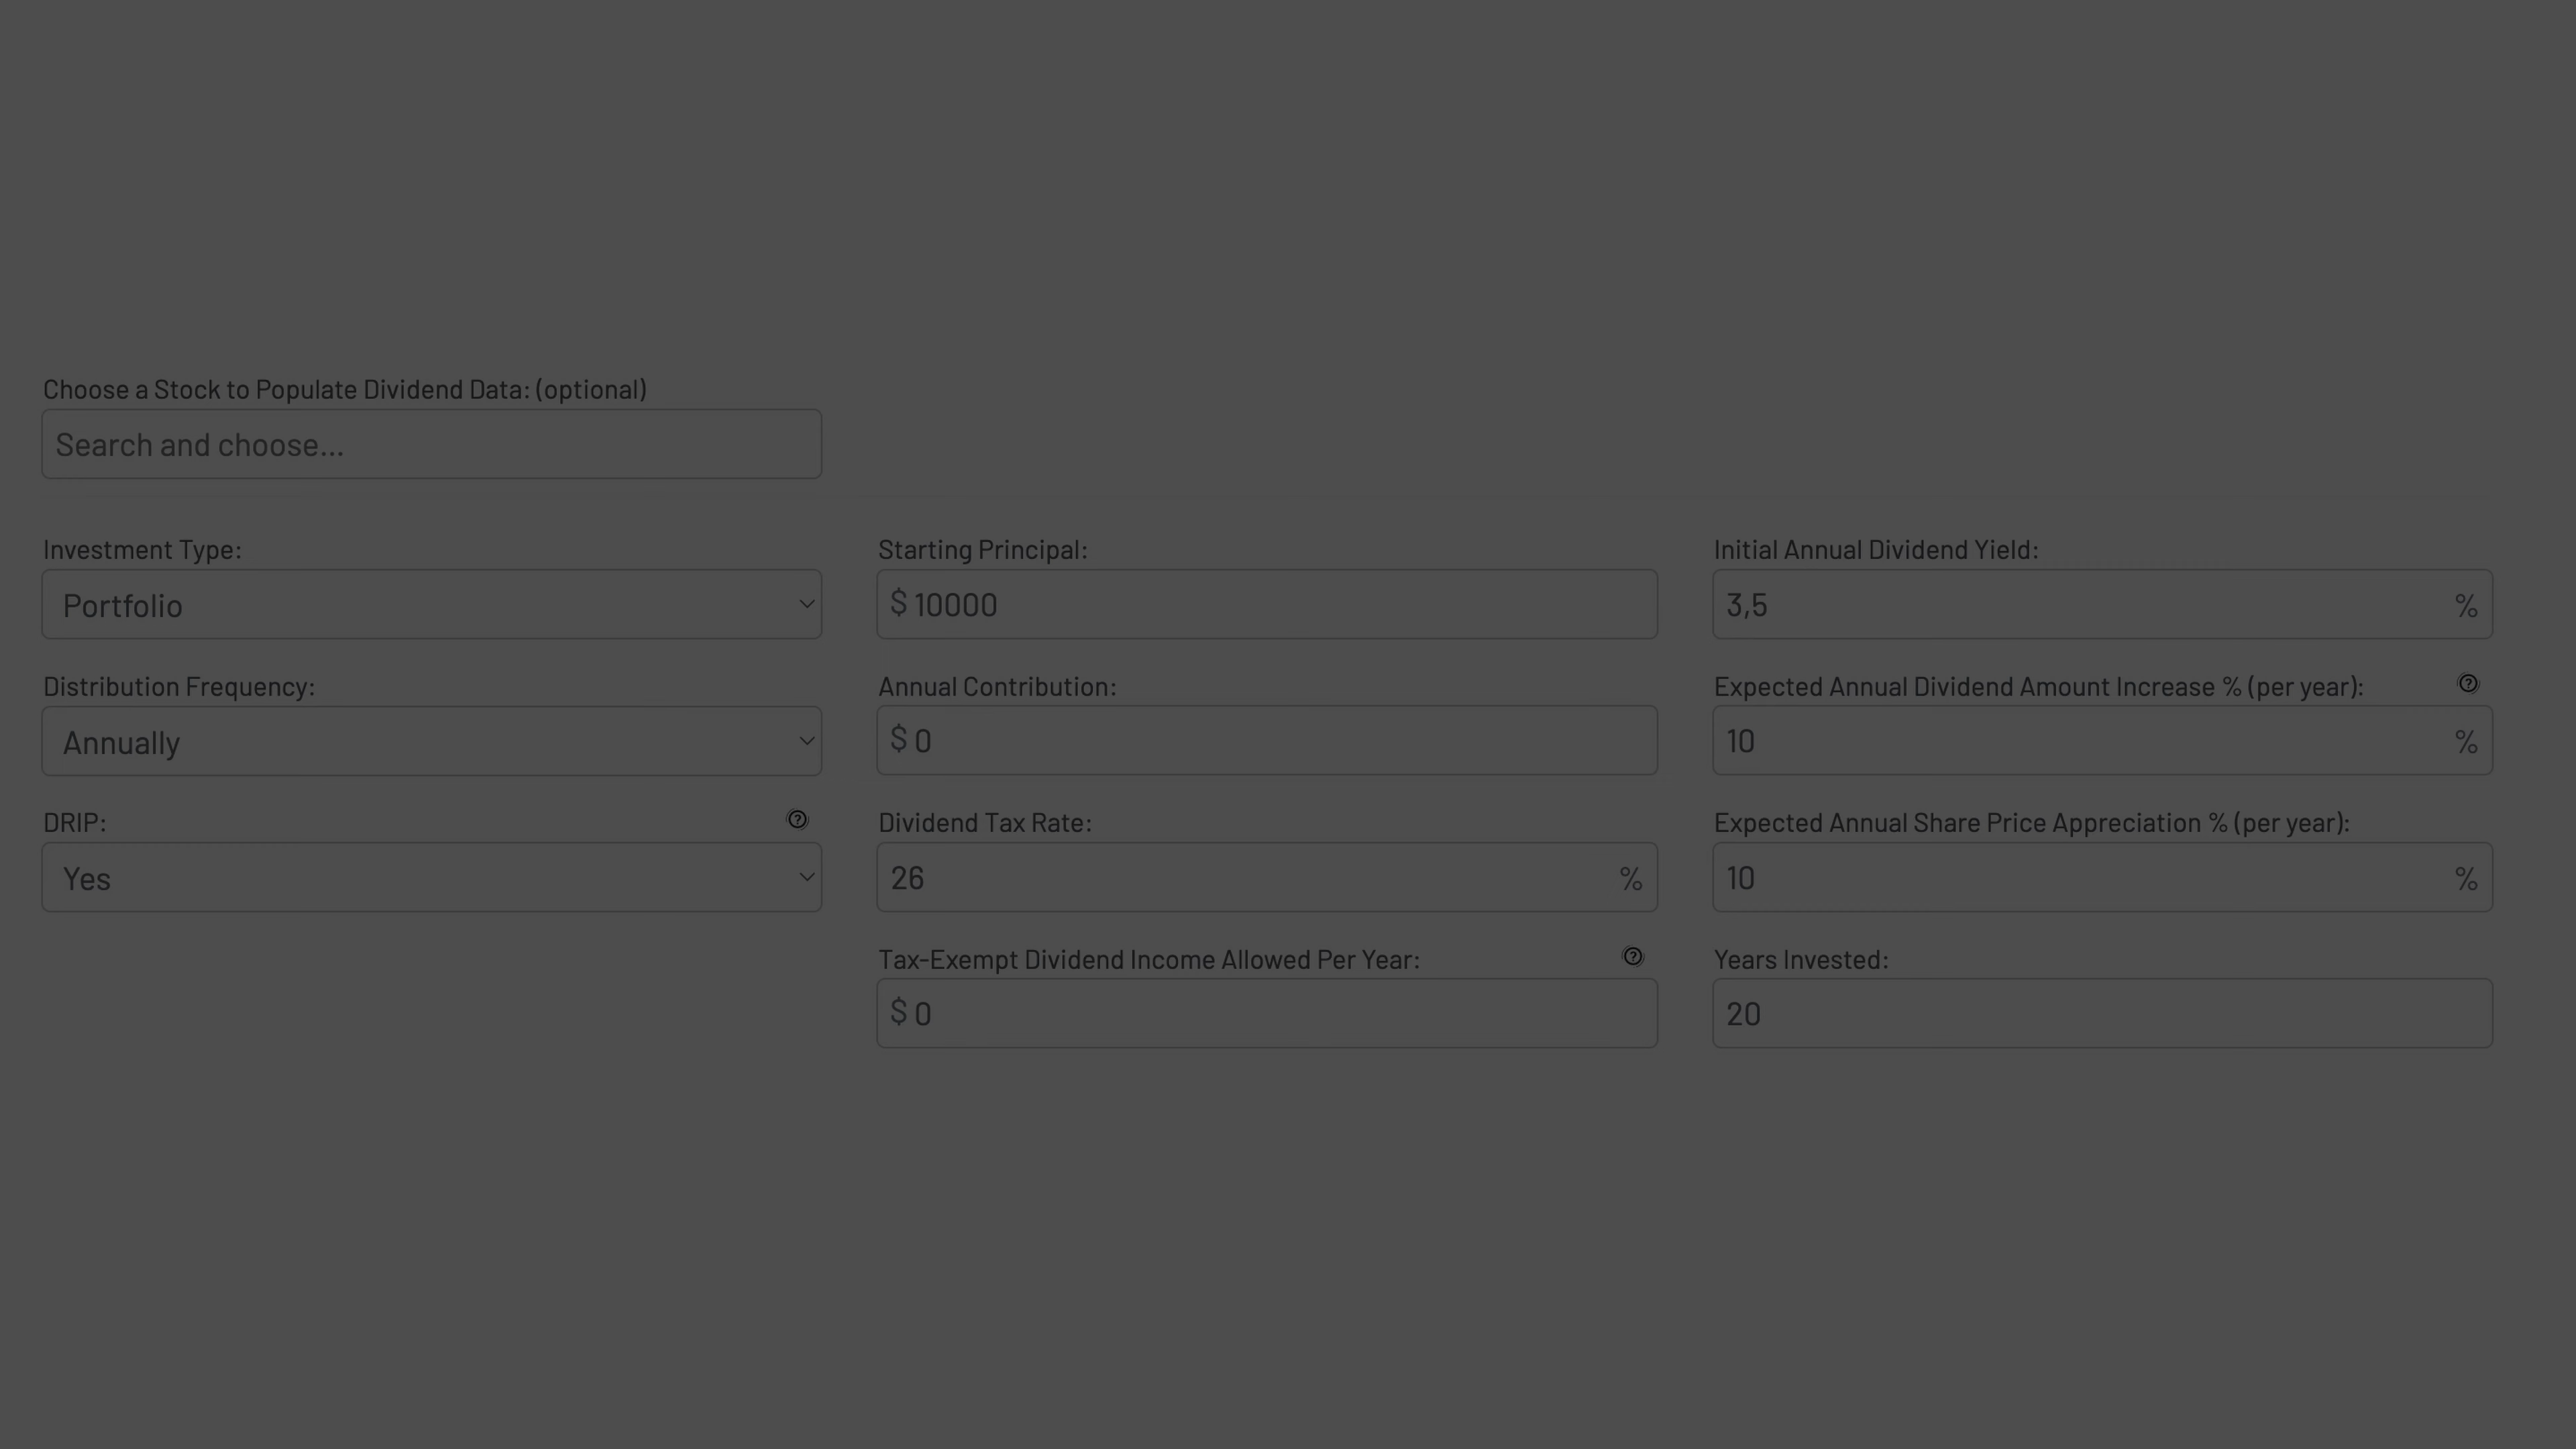 Choose a Stock to Populate Dividend Data: (optional)
Search and choose...
Investment Type:
Portfolio
Starting Principal:
$ 10000
Initial Annual Dividend Yield:
3,5 %
Distribution Frequency:
Annually
Annual Contribution:
$ 0
Expected Annual Dividend Amount Increase % (per year):
10 %
DRIP:
Yes
Dividend Tax Rate:
26 %
Expected Annual Share Price Appreciation % (per year):
10 %
Tax-Exempt Dividend Income Allowed Per Year:
$ 0
Years Invested:
20